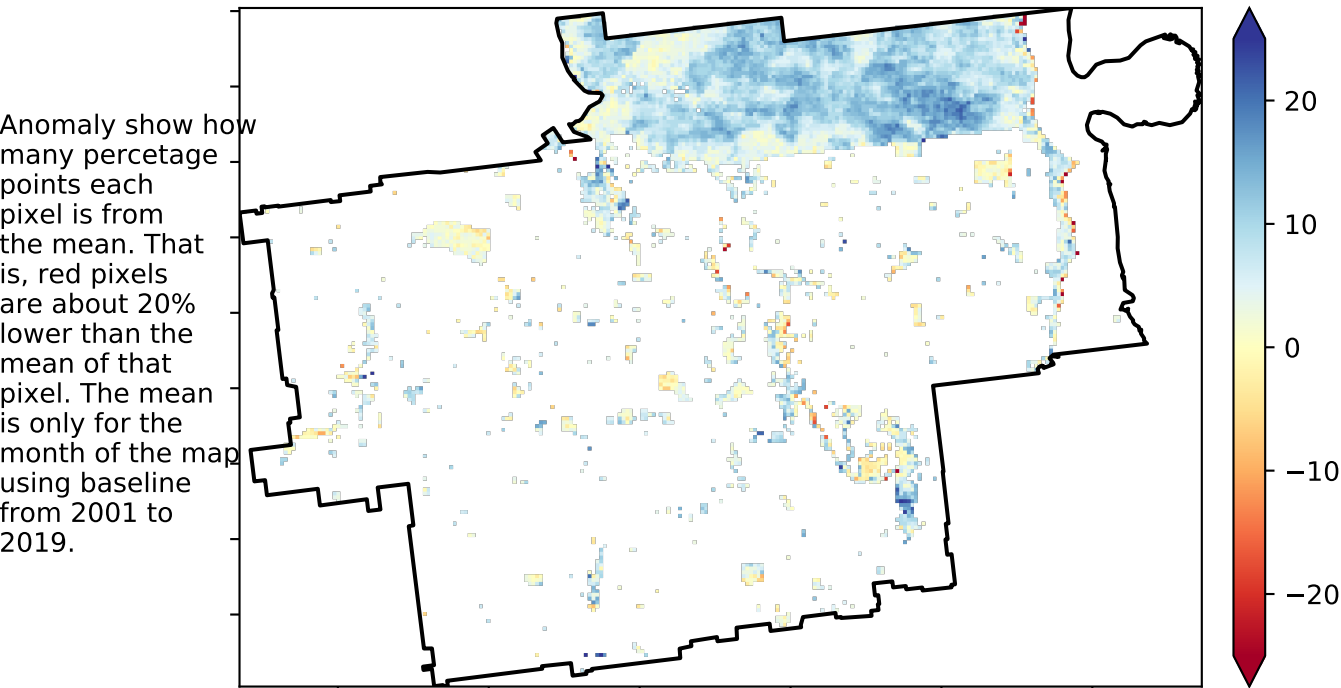 Anomaly show how
many percetage
points each
pixel is from
the mean. That
is, red pixels
are about 20%
lower than the
mean of that
pixel. The mean
is only for the
month of the map
using baseline
from 2001 to
2019.
20
10
0
−10
−20